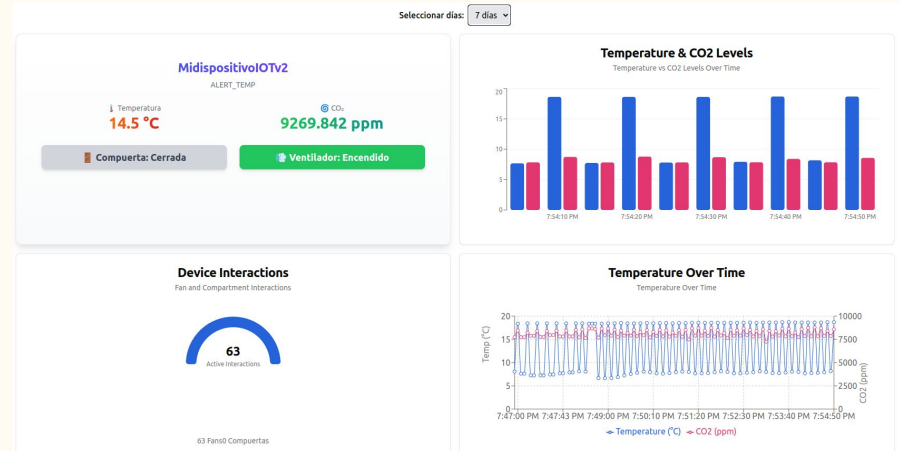 Seleccionar días: 7 días
MidispositivoIOTv2
ALERT_TEMP
Temperatura
14.5 °C
CO₂
9269.842 ppm
Compuerta: Cerrada
Ventilador: Encendido
Temperature & CO2 Levels
Temperature vs CO2 Levels Over Time
20
15
10
5
0
7:54:10 PM 7:54:20 PM 7:54:30 PM 7:54:40 PM 7:54:50 PM
Device Interactions
Fan and Compartment Interactions
63
Active Interactions
63 Fans0 Compuertas
Temperature Over Time
Temperature Over Time
Temp (°C)
20
15
10
5
0
10000
7500
5000
2500
0
CO2 (ppm)
7:47:00 PM 7:47:43 PM 7:49:00 PM 7:50:10 PM 7:51:20 PM 7:52:30 PM 7:53:40 PM 7:54:50 PM
Temperature (°C) CO2 (ppm)